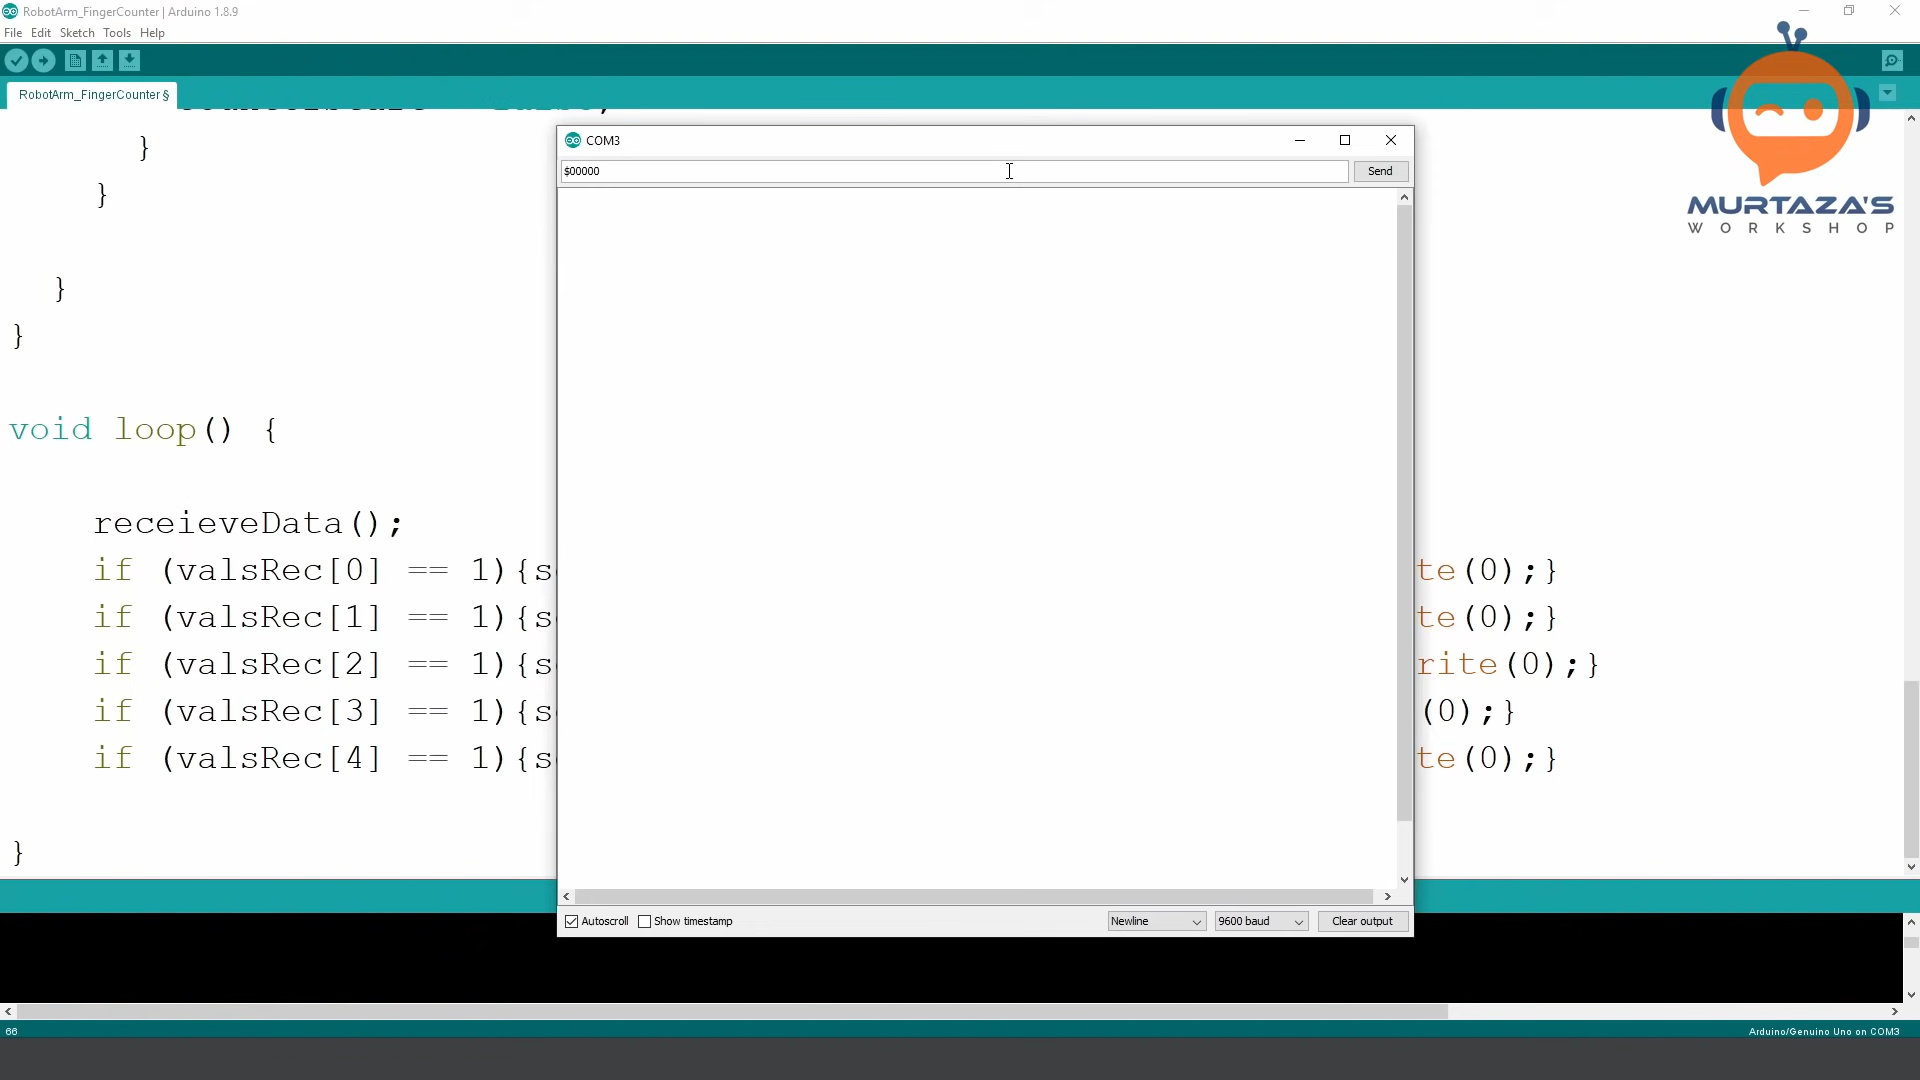 RobotArm_FingerCounter | Arduino 1.8.9
File Edit Sketch Tools Help
RobotArm_FingerCounter §
MURTAZA'S
WORKSHOP
}
}
}
}
void loop() {
receieveData();
if (valsRec[0] == 1){s
te(0);}
if (valsRec[1] == 1){s
te(0);}
if (valsRec[2] == 1){s
rite(0);}
if (valsRec[3] == 1){s
(0);}
if (valsRec[4] == 1){s
te(0);}
}
COM3
$00000
Send
Autoscroll Show timestamp Newline 9600 baud Clear output
66
Arduino/Genuino Uno on COM3